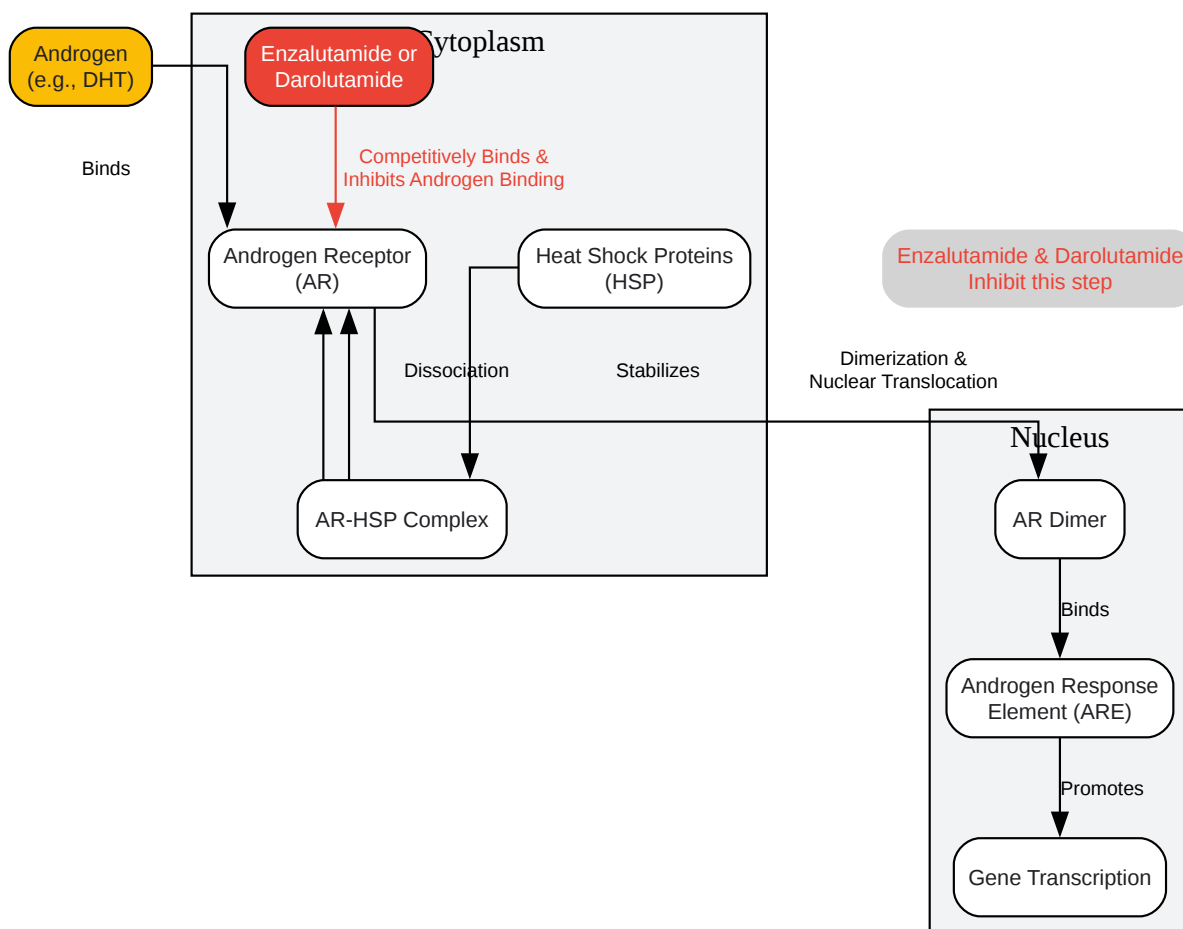 Cytoplasm
Androgen
(e.g., DHT)
Enzalutamide or
Darolutamide
Binds
Competitively Binds &
Inhibits Androgen Binding
Androgen Receptor
(AR)
Heat Shock Proteins
(HSP)
Enzalutamide & Darolutamide
Inhibit this step
Dissociation
Stabilizes
Dimerization &
Nuclear Translocation
Nucleus
AR-HSP Complex
AR Dimer
Binds
Androgen Response
Element (ARE)
Promotes
Gene Transcription